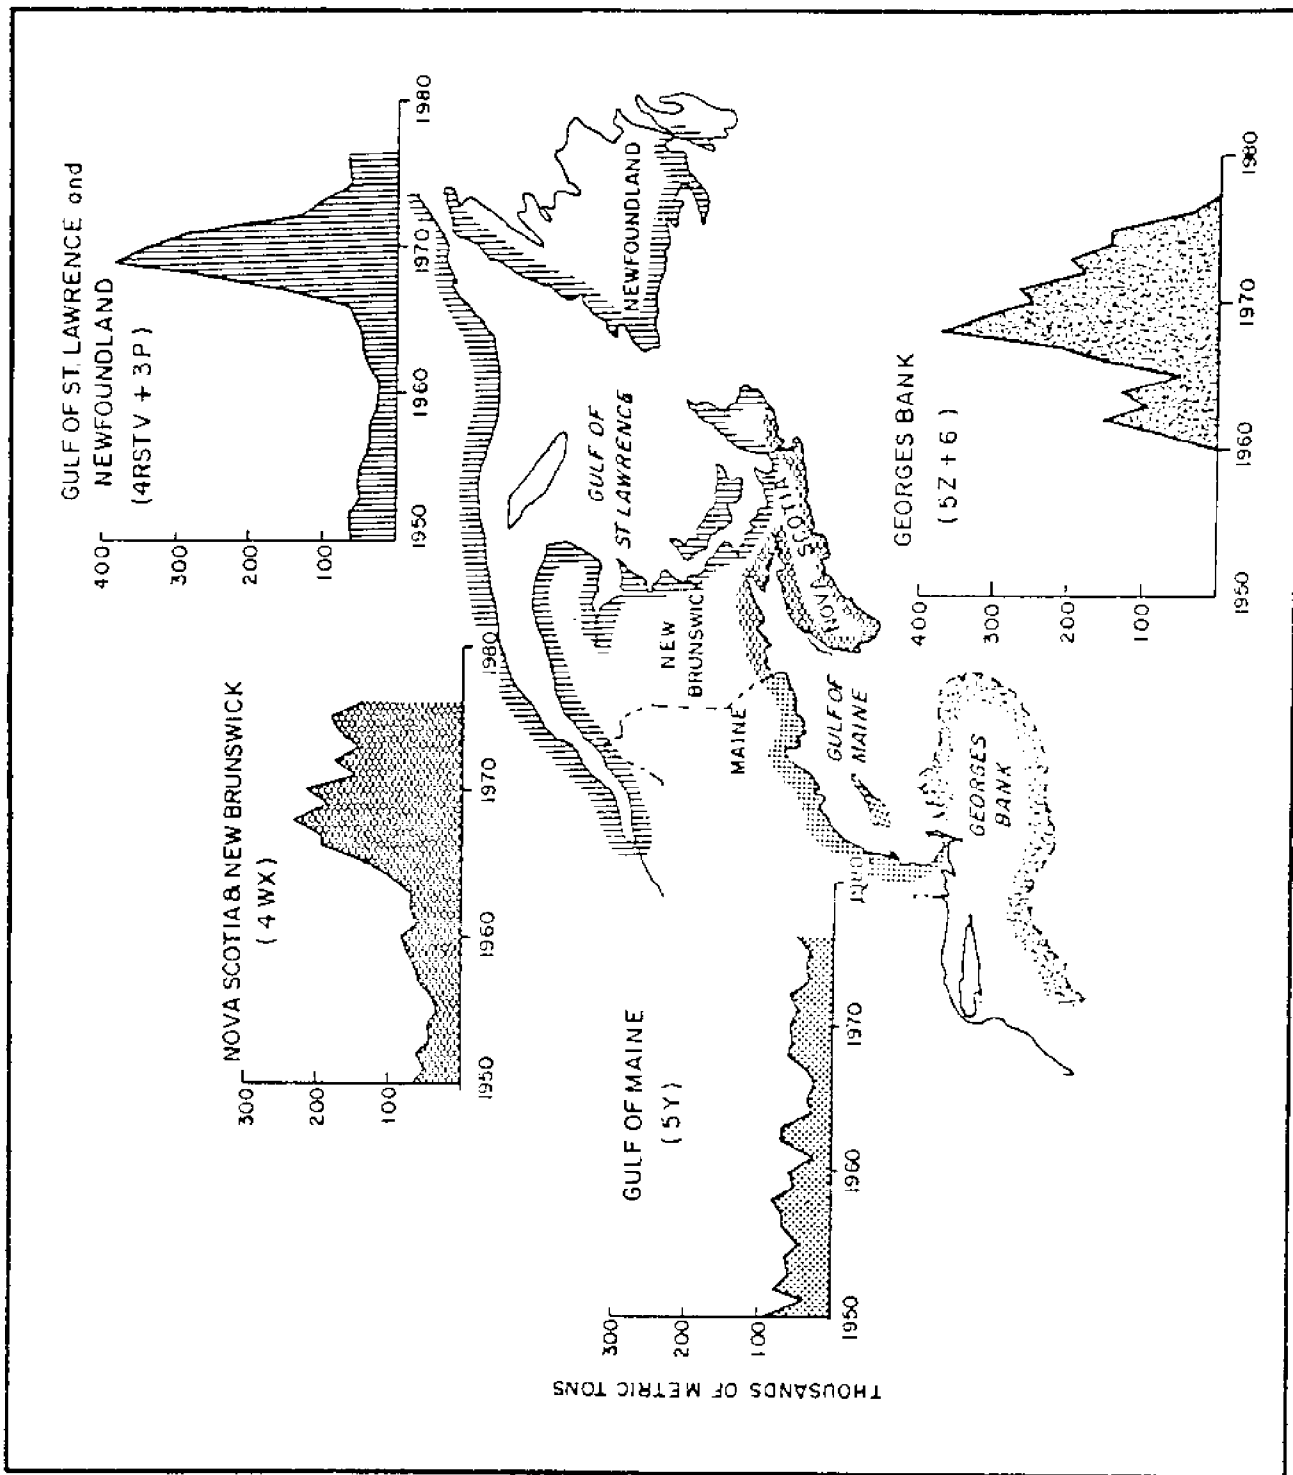 GULF OF ST. LAWRENCE and
NEWFOUNDLAND
(4RSTV + 3P)
400
300
200
100
1950
1960
1970
1980
NOVA SCOTIA & NEW BRUNSWICK
(4WX)
300
200
100
1950
1960
1970
1980
GULF OF MAINE
(5Y)
300
200
100
1950
1960
1970
1980
THOUSANDS OF METRIC TONS
GEORGES BANK
(5Z + 6)
400
300
200
100
1950
1960
1970
1980
NEWFOUNDLAND
GULF OF
ST LAWRENCE
NEW
BRUNSWICK
NOVA SCOTIA
MAINE
GULF OF
MAINE
GEORGES
BANK